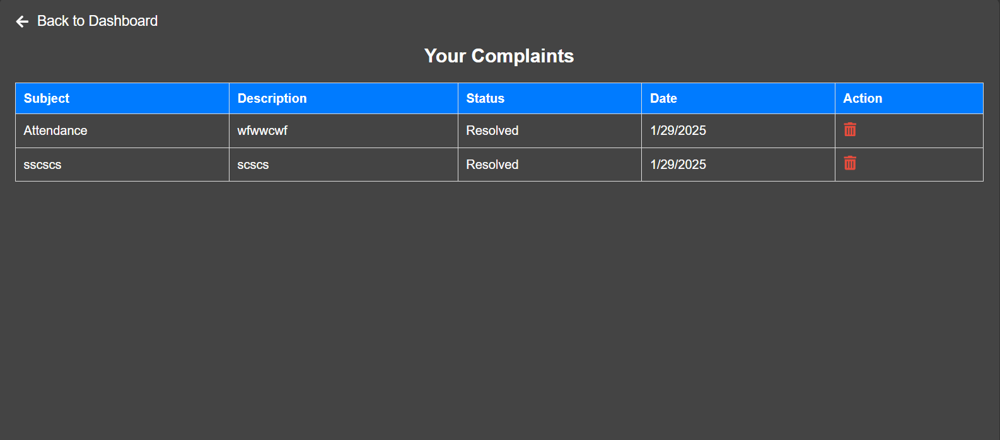 Back to Dashboard
Your Complaints
Subject Description Status Date Action
Attendance wfwwcwf Resolved 1/29/2025
sscscs scscs Resolved 1/29/2025